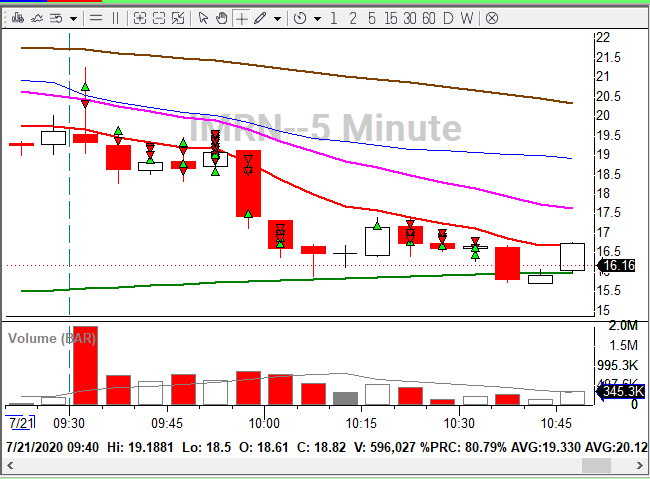 1 2 5 15 30 60 D W
IMRN--5 Minute
22
21.5
21
20.5
20
19.5
19
18.5
18
17.5
17
16.5
16.16
15.5
15
Volume (BAR)
2.0M
1.5M
995.3K
345.3K
0
7/21 09:30 09:45 10:00 10:15 10:30 10:45
7/21/2020 09:40 Hi: 19.1881 Lo: 18.5 O: 18.61 C: 18.82 V: 596,027 %PRC: 80.79% AVG:19.330 AVG:20.12